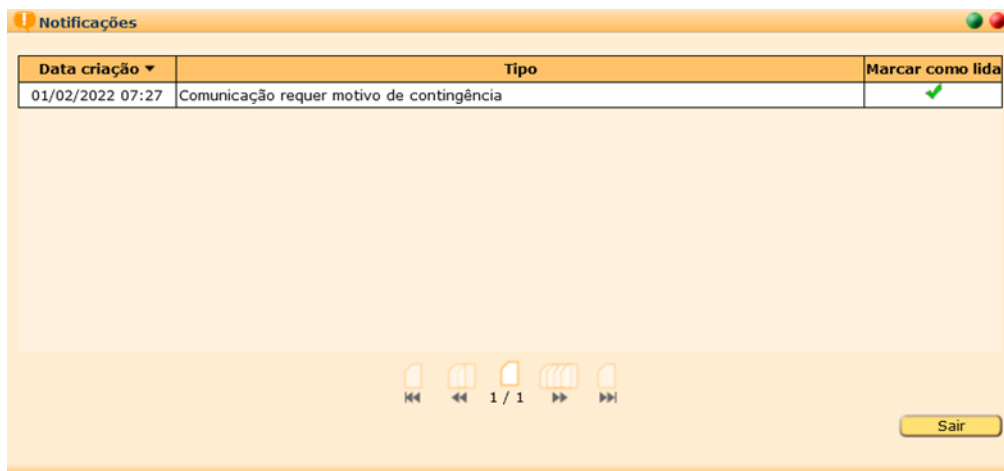 Notificações
Data criação ▼ Tipo Marcar como lida
01/02/2022 07:27 Comunicação requer motivo de contingência
1 / 1
Sair